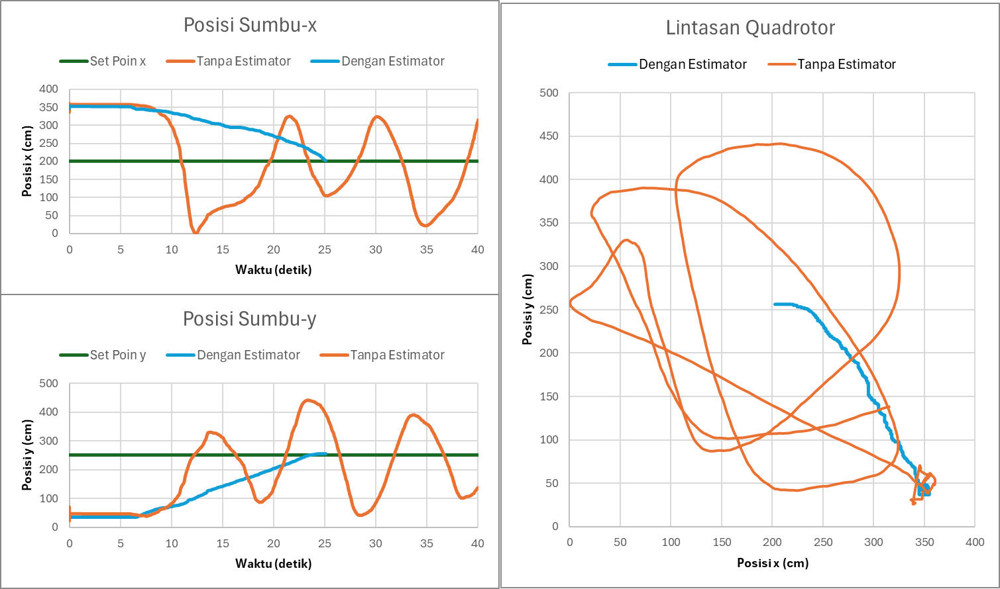 Posisi Sumbu-x
Set Poin x Tanpa Estimator Dengan Estimator
400
350
300
250
200
150
100
50
0
0 5 10 15 20 25 30 35 40
Posisi x (cm)
Waktu (detik)
Posisi Sumbu-y
Set Poin y Dengan Estimator Tanpa Estimator
500
400
300
200
100
0
0 5 10 15 20 25 30 35 40
Posisi y (cm)
Waktu (detik)
Lintasan Quadrotor
Dengan Estimator Tanpa Estimator
500
450
400
350
300
250
200
150
100
50
0
0 50 100 150 200 250 300 350 400
Posisi y (cm)
Posisi x (cm)